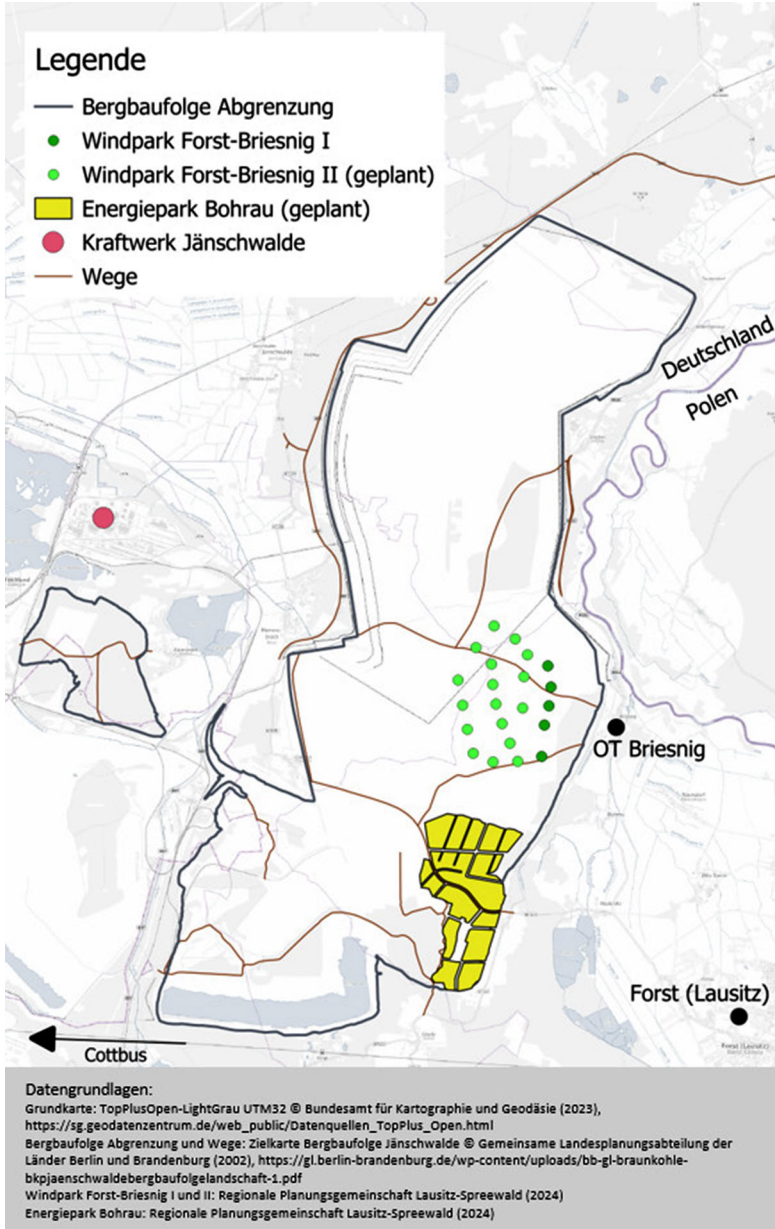 Legende
Bergbaufolge Abgrenzung
Windpark Forst-Briesnig I
Windpark Forst-Briesnig II (geplant)
Energiepark Bohrau (geplant)
Kraftwerk Jänschwalde
Wege
Deutschland
Polen
OT Briesnig
Forst (Lausitz)
Forst (Lausitz)
Cottbus
Datengrundlagen:
Grundkarte: TopPlusOpen-LightGrau UTM32 © Bundesamt für Kartographie und Geodäsie (2023),
https://sg.geodatenzentrum.de/web_public/Datenquellen_TopPlus_Open.html
Bergbaufolge Abgrenzung und Wege: Zielkarte Bergbaufolge Jänschwalde © Gemeinsame Landesplanungsabteilung der
Länder Berlin und Brandenburg (2002), https://gl.berlin-brandenburg.de/wp-content/uploads/bb-gl-braunkohle-
bkpjaenschwaldebergbaufolgelandschaft-1.pdf
Windpark Forst-Briesnig I und II: Regionale Planungsgemeinschaft Lausitz-Spreewald (2024)
Energiepark Bohrau: Regionale Planungsgemeinschaft Lausitz-Spreewald (2024)